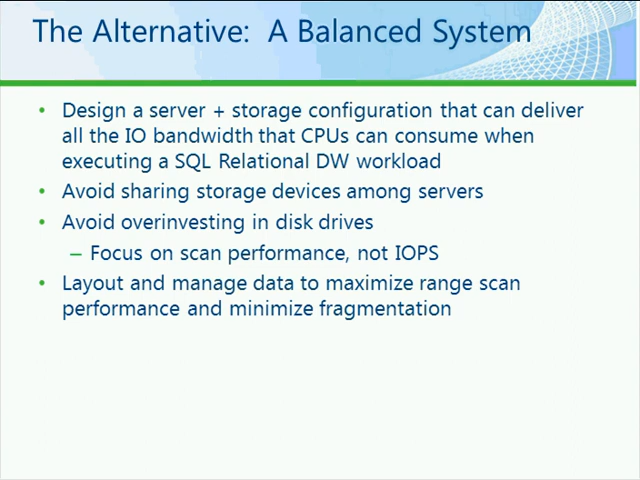 The Alternative:  A Balanced System
• Design a server + storage configuration that can deliver
all the IO bandwidth that CPUs can consume when
executing a SQL Relational DW workload
• Avoid sharing storage devices among servers
• Avoid overinvesting in disk drives
– Focus on scan performance, not IOPS
• Layout and manage data to maximize range scan
performance and minimize fragmentation